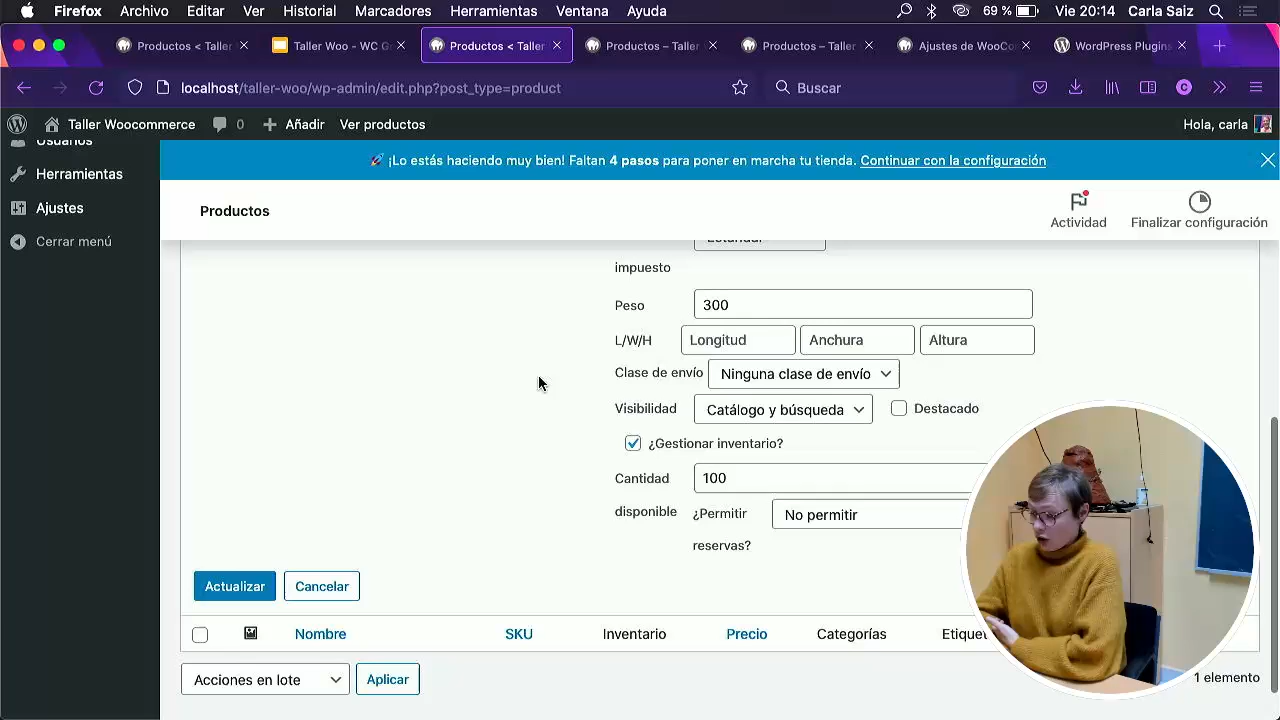 Firefox Archivo Editar Ver Historial Marcadores Herramientas Ventana Ayuda 69 % Vie 20:14 Carla Saiz
Productos < Taller Taller Woo - WC Gr Productos < Taller Productos – Taller Productos – Taller Ajustes de WooCon WordPress Plugins
localhost/taller-woo/wp-admin/edit.php?post_type=product Buscar
Taller Woocommerce 0 Añadir Ver productos Hola, carla
Usuarios
Herramientas
Ajustes
Cerrar menú
¡Lo estás haciendo muy bien! Faltan 4 pasos para poner en marcha tu tienda. Continuar con la configuración
Productos
Actividad
Finalizar configuración
Estándar
impuesto
Peso 300
L/W/H Longitud Anchura Altura
Clase de envío Ninguna clase de envío
Visibilidad Catálogo y búsqueda Destacado
¿Gestionar inventario?
Cantidad 100
disponible ¿Permitir No permitir
reservas?
Actualizar Cancelar
Nombre SKU Inventario Precio Categorías Etique
Acciones en lote Aplicar 1 elemento